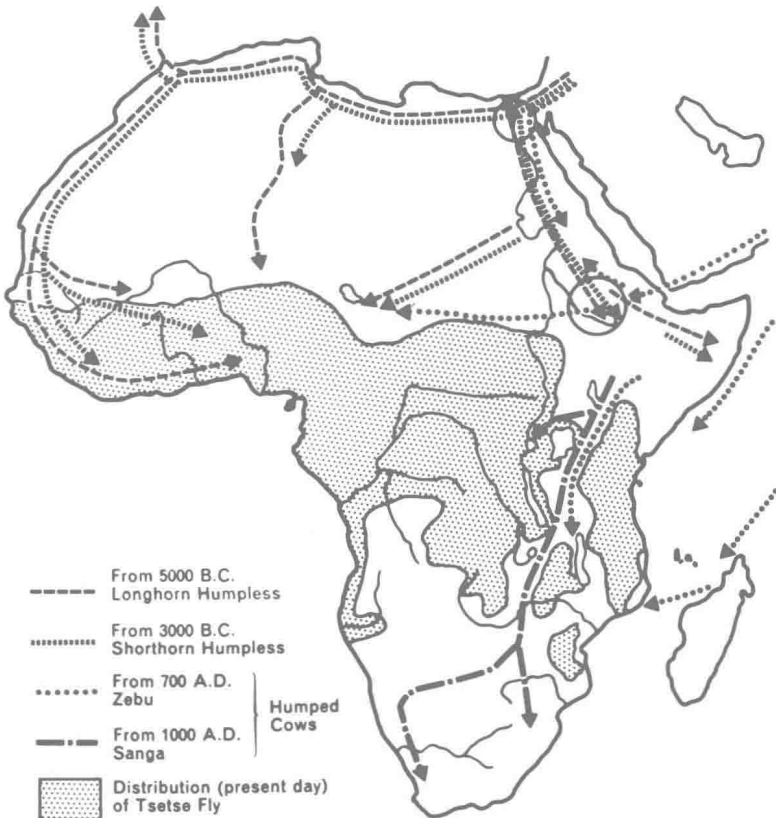 From 5000 B.C.
Longhorn Humpless
From 3000 B.C.
Shorthorn Humpless
From 700 A.D.
Zebu
Humped
Cows
From 1000 A.D.
Sanga
Distribution (present day)
of Tsetse Fly